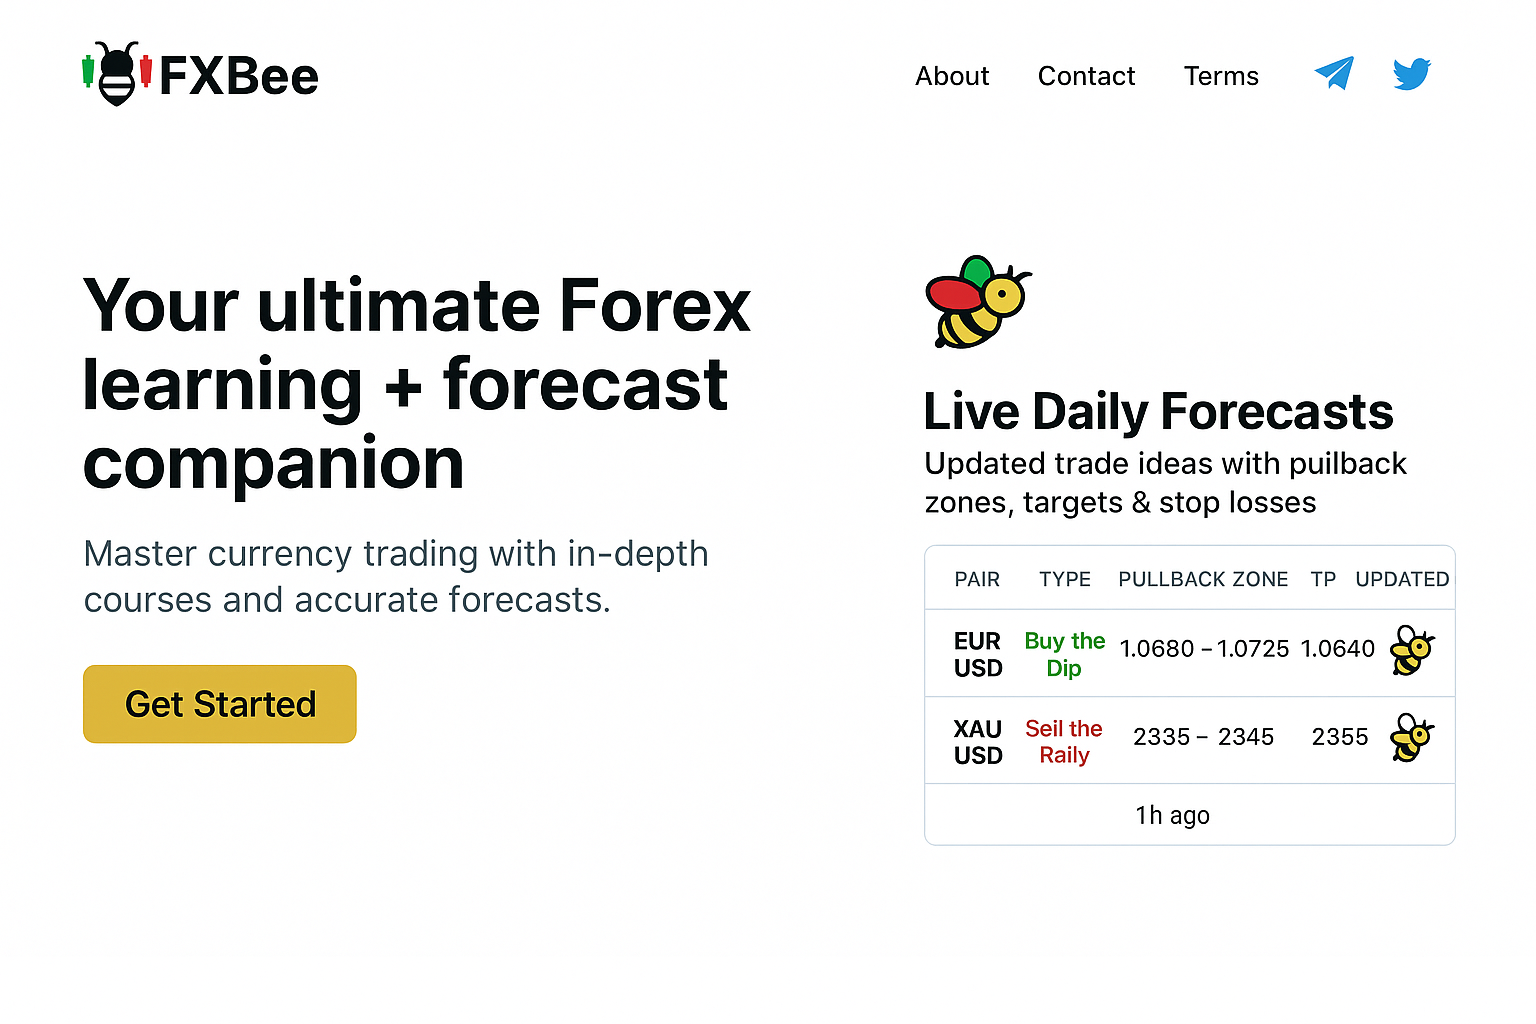 FXBee
About Contact Terms
Your ultimate Forex
learning + forecast
companion
Master currency trading with in-depth
courses and accurate forecasts.
Get Started
Live Daily Forecasts
Updated trade ideas with puilback
zones, targets & stop losses
PAIR TYPE PULLBACK ZONE TP UPDATED
EUR
USD
Buy the
Dip
1.0680 – 1.0725 1.0640
XAU
USD
Seil the
Raily
2335 – 2345 2355
1h ago